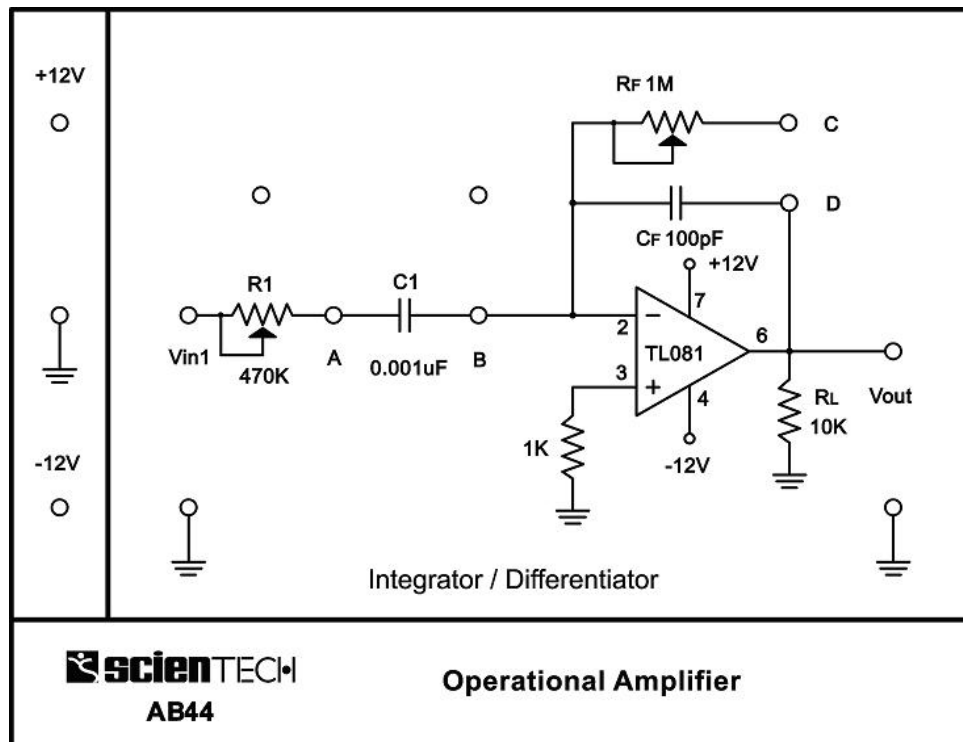 +12V
RF 1M
C
D
CF 100pF
+12V
R1
C1
7
2
−
6
TL081
Vin1
470K
A
0.001uF
B
3
+
4
RL
10K
Vout
1K
-12V
-12V
Integrator / Differentiator
scienTECH
AB44
Operational Amplifier